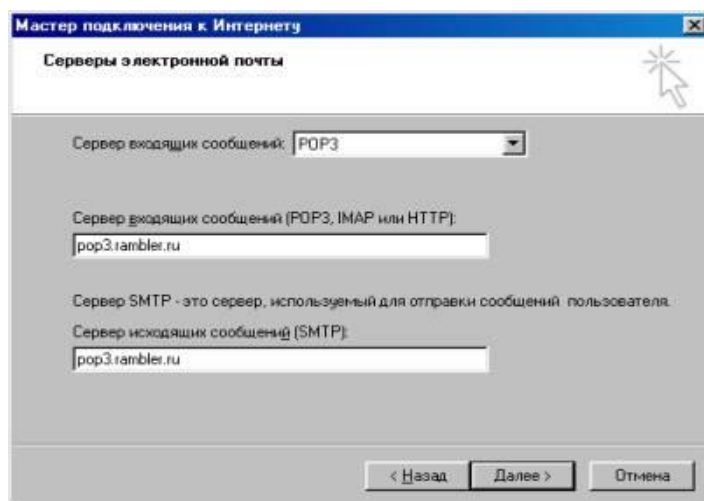 Мастер подключения к Интернету
Серверы электронной почты
Сервер входящих сообщений: POP3
Сервер входящих сообщений (POP3, IMAP или HTTP):
pop3.rambler.ru
Сервер SMTP - это сервер, используемый для отправки сообщений пользователя.
Сервер исходящих сообщений (SMTP):
pop3.rambler.ru
< Назад Далее > Отмена